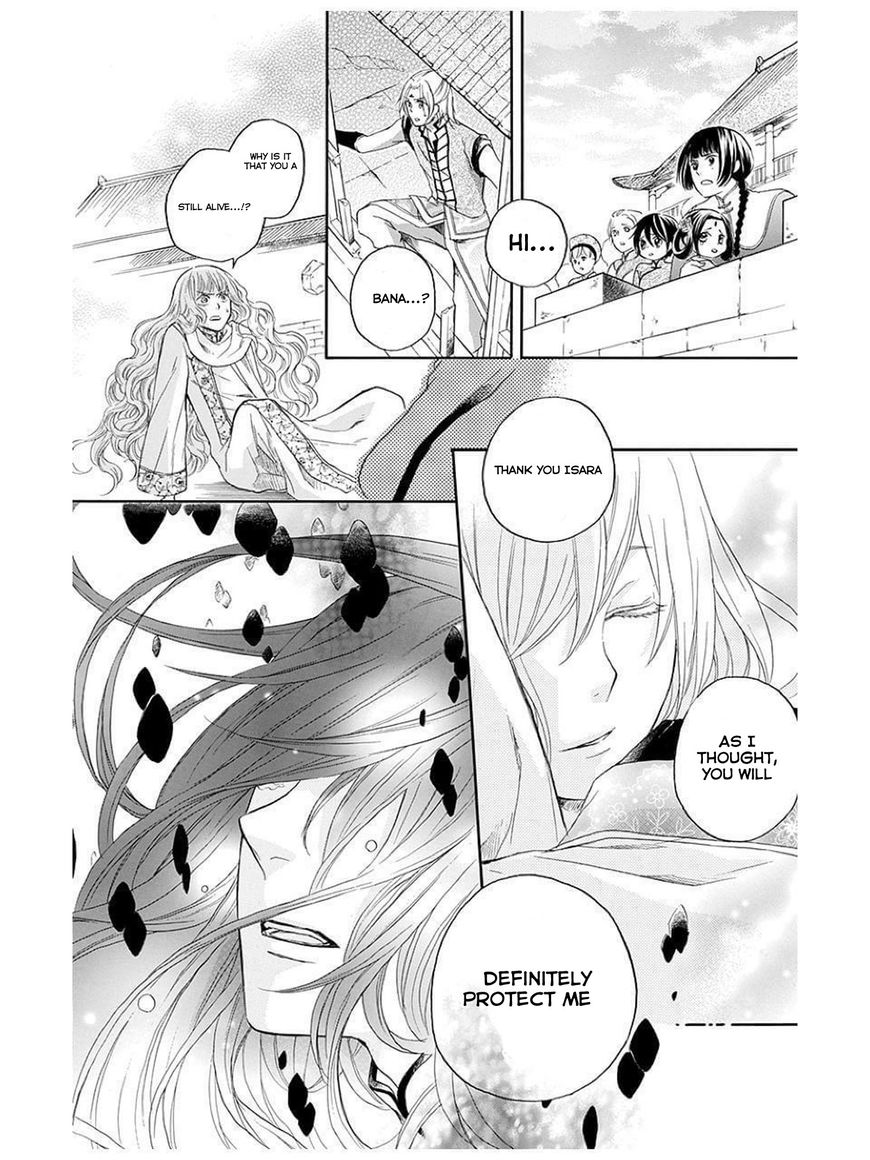 HI...
BANA...?
WHY IS IT
THAT YOU A
STILL ALIVE...!?
THANK YOU ISARA
AS I
THOUGHT,
YOU WILL
DEFINITELY
PROTECT ME